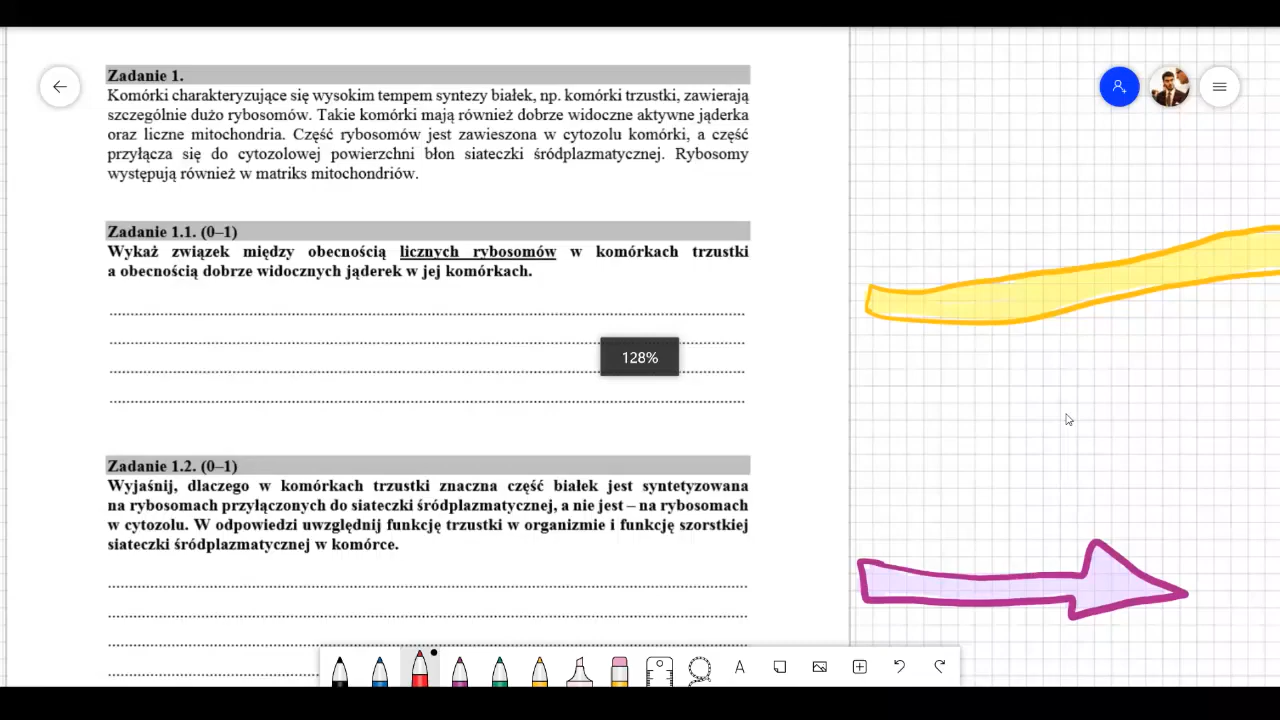 Zadanie 1.
Komórki charakteryzujące się wysokim tempem syntezy białek, np. komórki trzustki, zawierają
szczególnie dużo rybosomów. Takie komórki mają również dobrze widoczne aktywne jąderka
oraz liczne mitochondria. Część rybosomów jest zawieszona w cytozolu komórki, a część
przyłącza się do cytozolowej powierzchni błon siateczki śródplazmatycznej. Rybosomy
występują również w matriks mitochondriów.
Zadanie 1.1. (0–1)
Wykaż związek między obecnością licznych rybosomów w komórkach trzustki
a obecnością dobrze widocznych jąderek w jej komórkach.
128%
Zadanie 1.2. (0–1)
Wyjaśnij, dlaczego w komórkach trzustki znaczna część białek jest syntetyzowana
na rybosomach przyłączonych do siateczki śródplazmatycznej, a nie jest – na rybosomach
w cytozolu. W odpowiedzi uwzględnij funkcję trzustki w organizmie i funkcję szorstkiej
siateczki śródplazmatycznej w komórce.
A